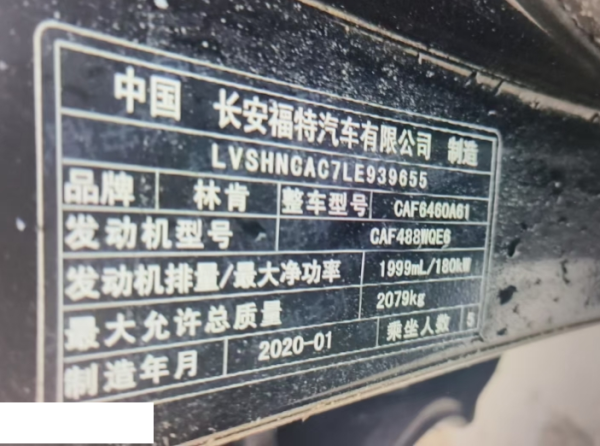 中国 长安福特汽车有限公司 制造
LVSHNCAC7LE939655
品牌 林肯 整车型号 CAF6460A61
发动机型号 CAF488WQE6
发动机排量/最大净功率 1999mL/180kW
最大允许总质量 2079kg
制造年月 2020-01 乘坐人数 5